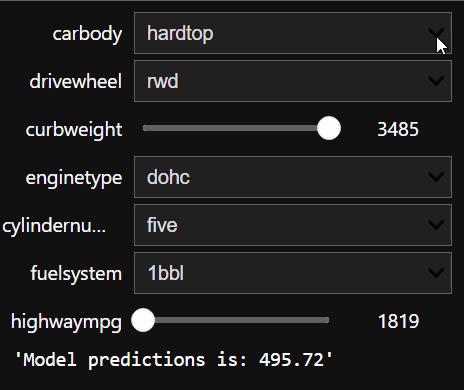 carbody hardtop
drivewheel rwd
curbweight 3485
enginetype dohc
cylindernu... five
fuelsystem 1bbl
highwaympg 1819
'Model predictions is: 495.72'